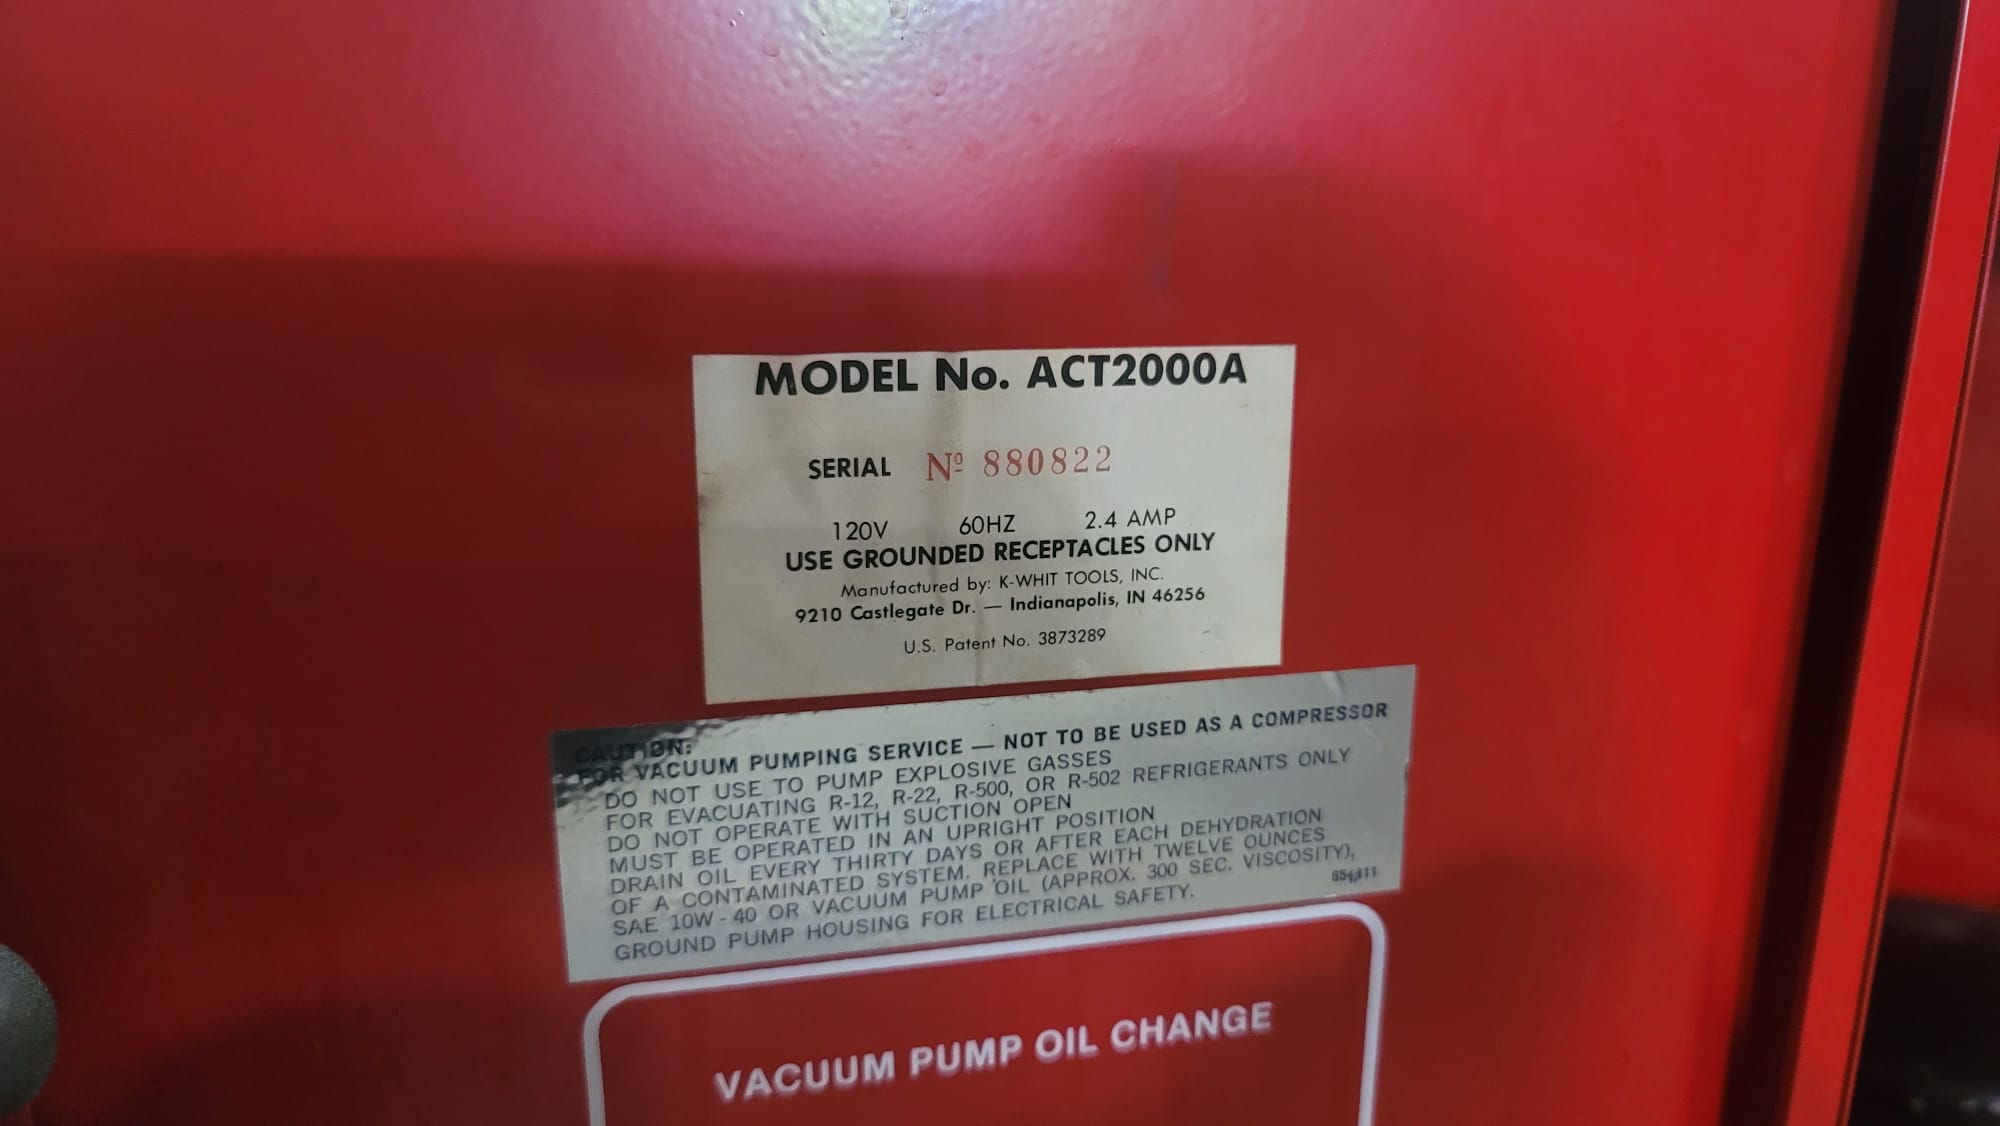 MODEL No. ACT2000A
SERIAL Nº 880822
120V 60HZ 2.4 AMP
USE GROUNDED RECEPTACLES ONLY
Manufactured by: K-WHIT TOOLS, INC.
9210 Castlegate Dr. — Indianapolis, IN 46256
U.S. Patent No. 3873289
CAUTION:
FOR VACUUM PUMPING SERVICE — NOT TO BE USED AS A COMPRESSOR
DO NOT USE TO PUMP EXPLOSIVE GASSES
FOR EVACUATING R-12, R-22, R-500, OR R-502 REFRIGERANTS ONLY
DO NOT OPERATE WITH SUCTION OPEN
MUST BE OPERATED IN AN UPRIGHT POSITION
DRAIN OIL EVERY THIRTY DAYS OR AFTER EACH DEHYDRATION
OF A CONTAMINATED SYSTEM. REPLACE WITH TWELVE OUNCES
SAE 10W-40 OR VACUUM PUMP OIL (APPROX. 300 SEC. VISCOSITY),
GROUND PUMP HOUSING FOR ELECTRICAL SAFETY.
VACUUM PUMP OIL CHANGE